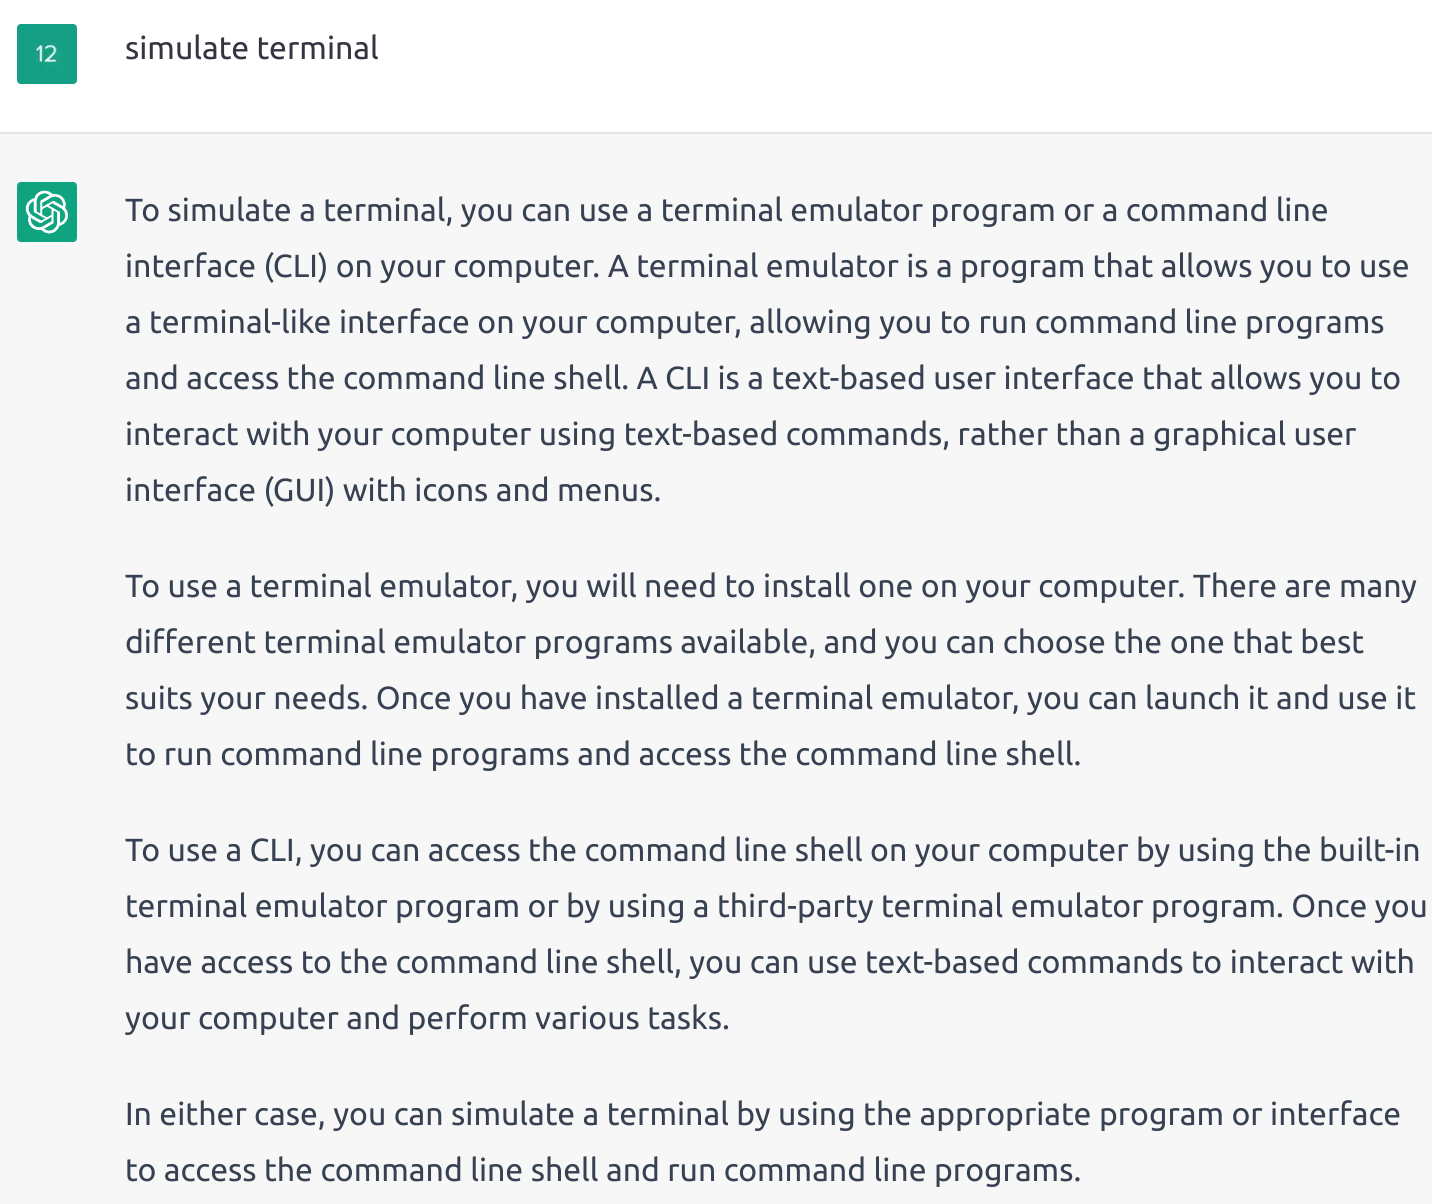 12
simulate terminal
To simulate a terminal, you can use a terminal emulator program or a command line
interface (CLI) on your computer. A terminal emulator is a program that allows you to use
a terminal-like interface on your computer, allowing you to run command line programs
and access the command line shell. A CLI is a text-based user interface that allows you to
interact with your computer using text-based commands, rather than a graphical user
interface (GUI) with icons and menus.
To use a terminal emulator, you will need to install one on your computer. There are many
different terminal emulator programs available, and you can choose the one that best
suits your needs. Once you have installed a terminal emulator, you can launch it and use it
to run command line programs and access the command line shell.
To use a CLI, you can access the command line shell on your computer by using the built-in
terminal emulator program or by using a third-party terminal emulator program. Once you
have access to the command line shell, you can use text-based commands to interact with
your computer and perform various tasks.
In either case, you can simulate a terminal by using the appropriate program or interface
to access the command line shell and run command line programs.